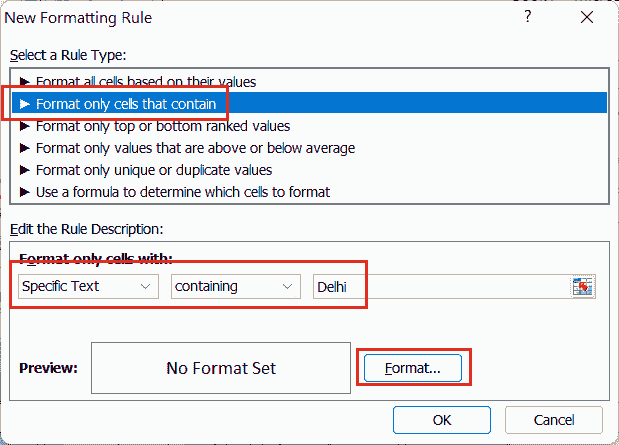 New Formatting Rule
?
Select a Rule Type:
► Format all cells based on their values
► Format only cells that contain
► Format only top or bottom ranked values
► Format only values that are above or below average
► Format only unique or duplicate values
► Use a formula to determine which cells to format
Edit the Rule Description:
Format only cells with:
Specific Text containing Delhi
Preview: No Format Set Format...
OK Cancel